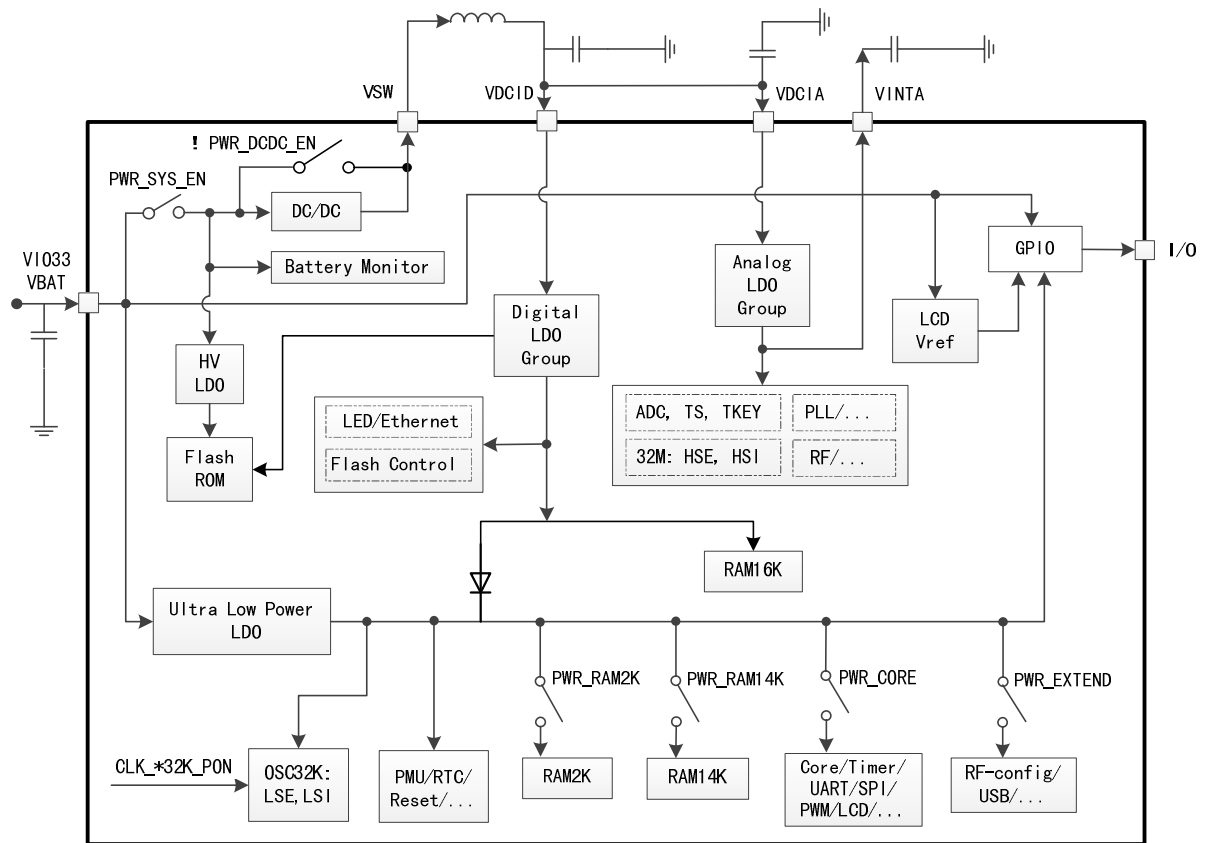 VSW
VDCID
VDCIA
VINTA
! PWR_DCDC_EN
PWR_SYS_EN
DC/DC
Battery Monitor
VIO33
VBAT
GPIO
I/O
Analog
LDO
Group
Digital
LDO
Group
LCD
Vref
HV
LDO
LED/Ethernet
Flash Control
ADC, TS, TKEY
PLL/...
32M: HSE, HSI
RF/...
Flash
ROM
RAM16K
Ultra Low Power
LDO
PWR_RAM2K
PWR_RAM14K
PWR_CORE
PWR_EXTEND
CLK_*32K_PON
OSC32K:
LSE,LSI
PMU/RTC/
Reset/...
RAM2K
RAM14K
Core/Timer/
UART/SPI/
PWM/LCD/...
RF-config/
USB/...